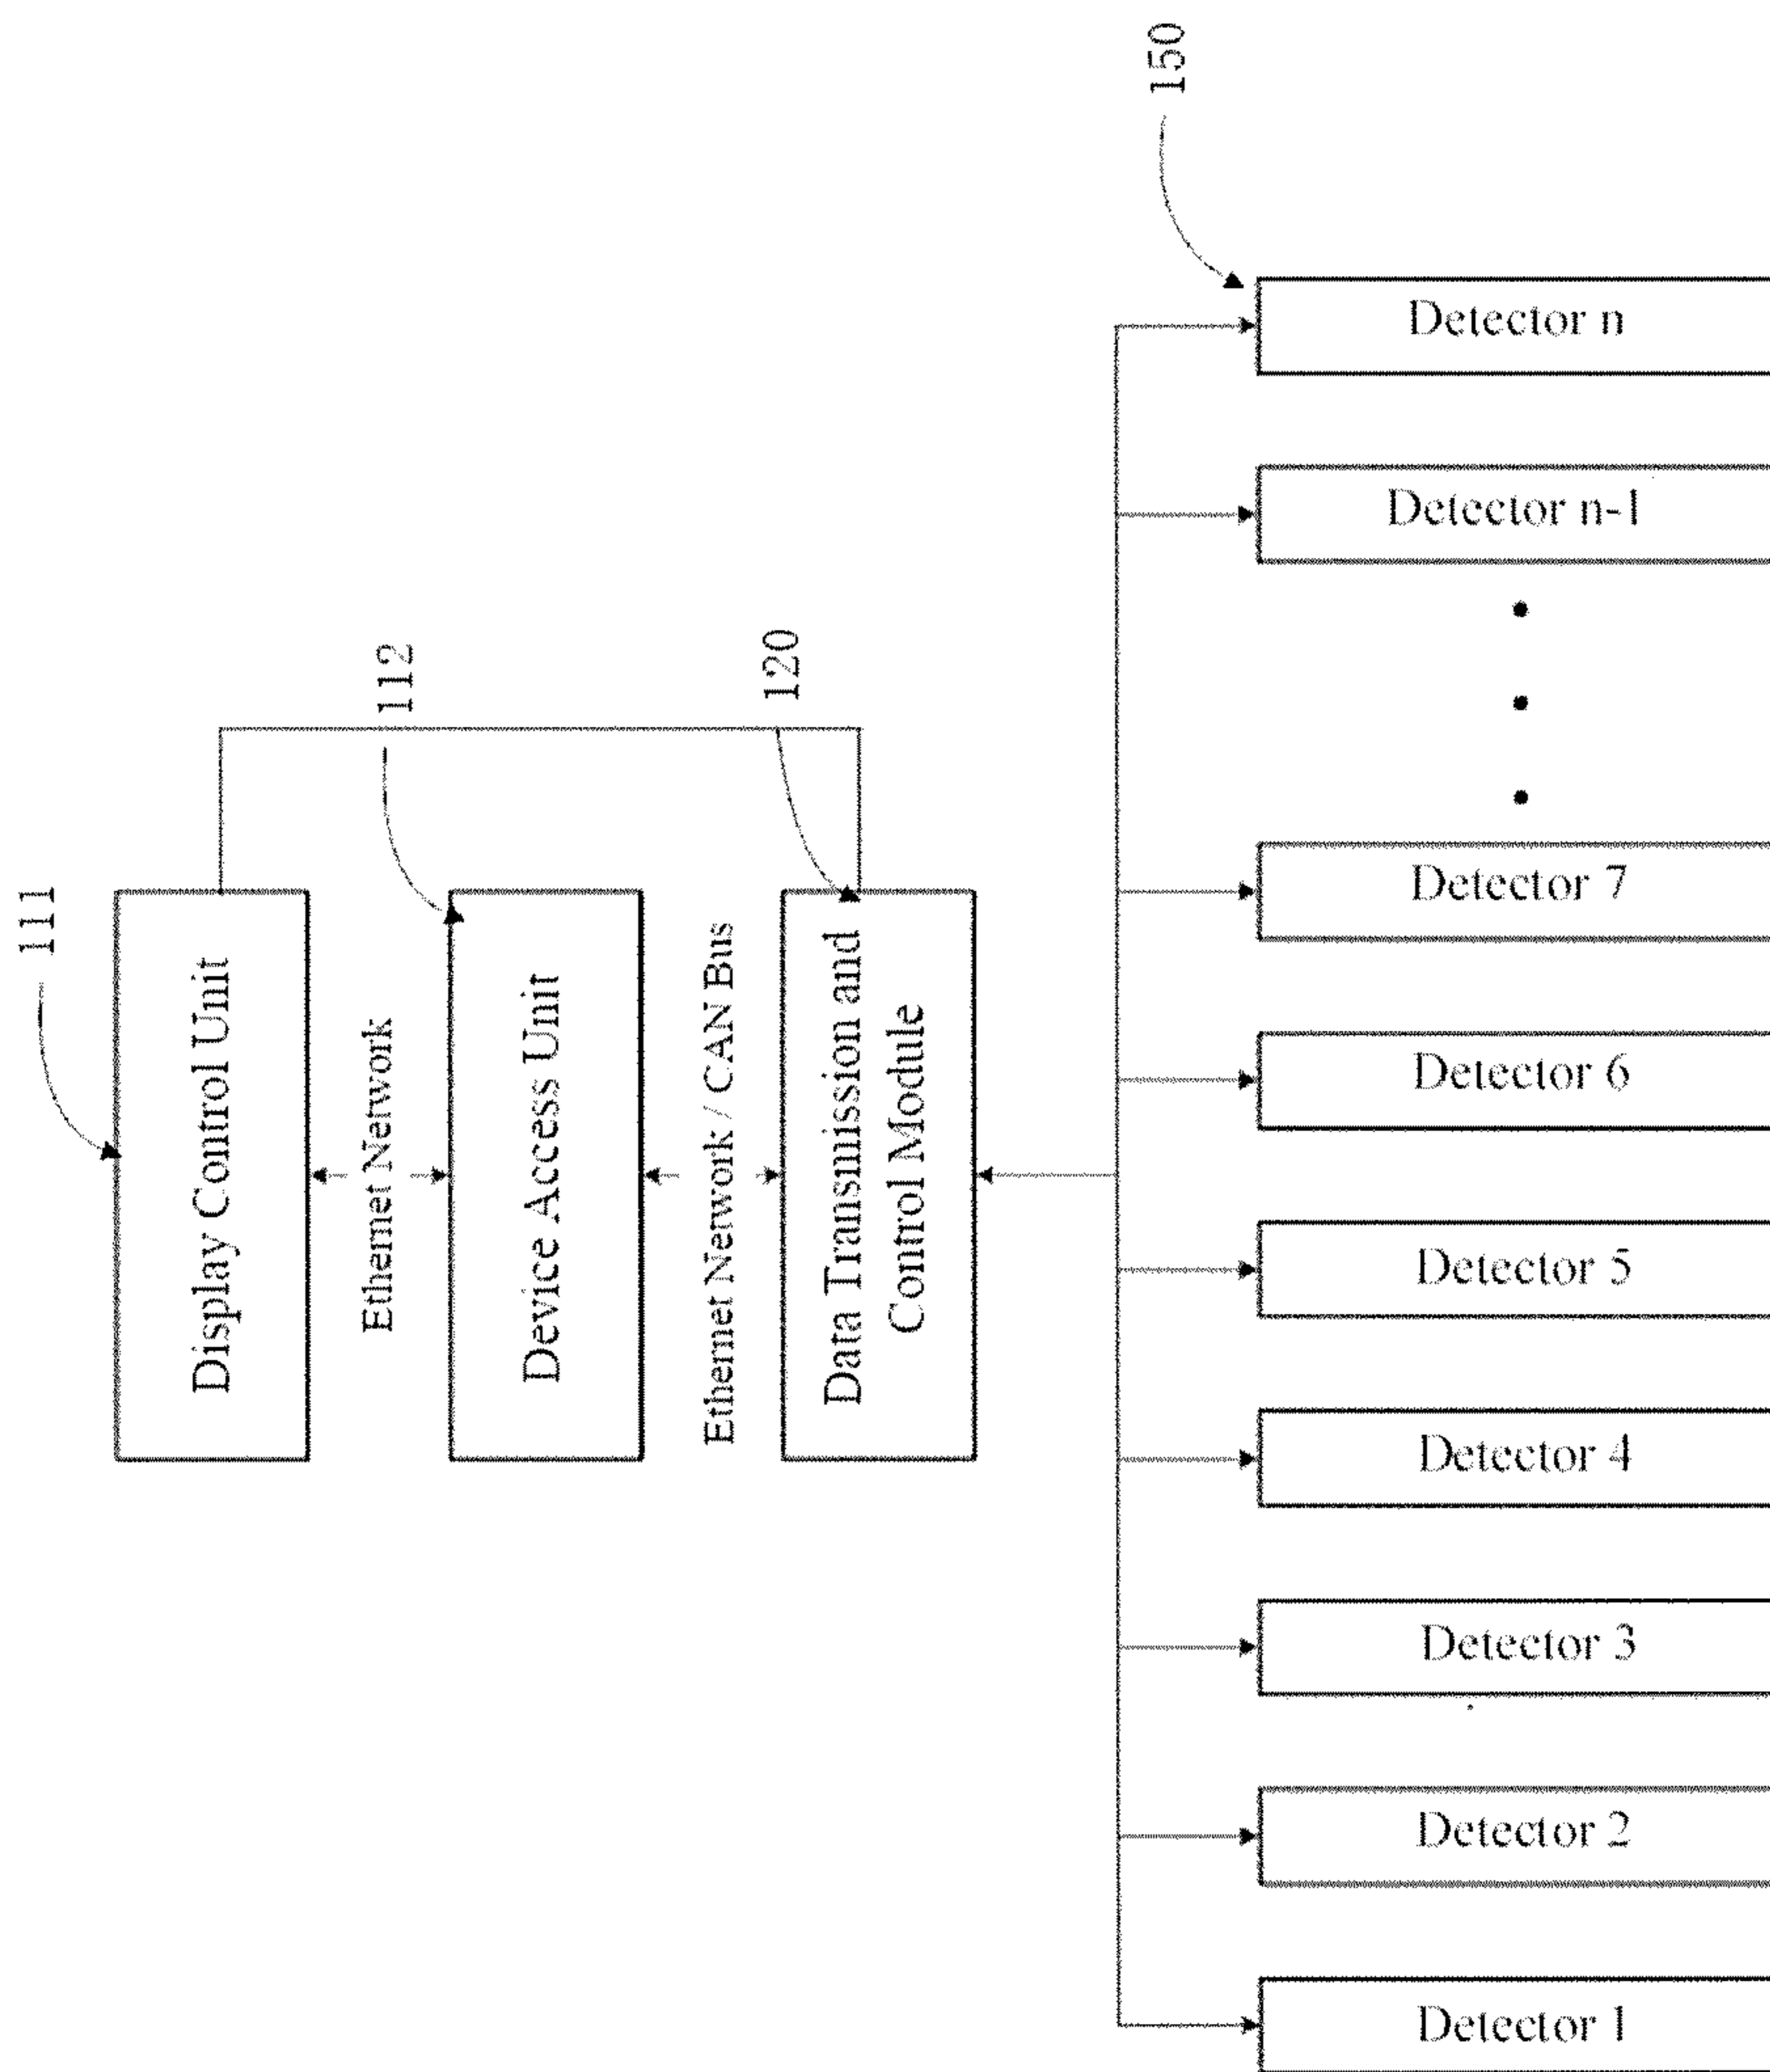 150
111
112
120
Display Control Unit
Ethernet Network
Device Access Unit
Ethernet Network / CAN Bus
Data Transmission and
Control Module
Detector n
Detector n-1
Detector 7
Detector 6
Detector 5
Detector 4
Detector 3
Detector 2
Detector 1